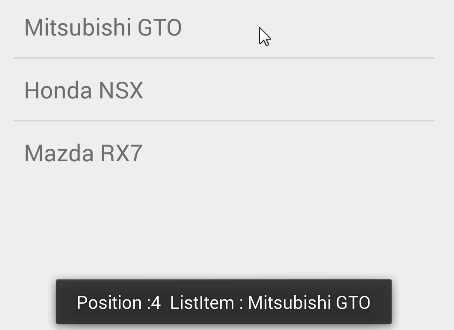 Mitsubishi GTO
Honda NSX
Mazda RX7
Position :4  ListItem : Mitsubishi GTO